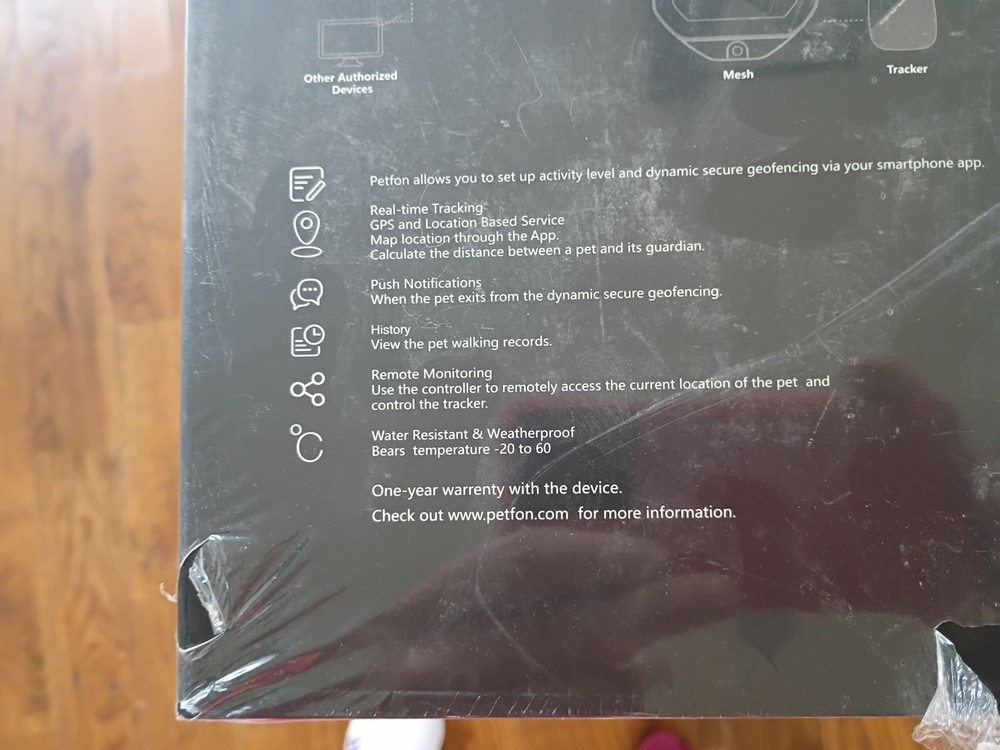 Other Authorized
Devices
Mesh
Tracker
Petfon allows you to set up activity level and dynamic secure geofencing via your smartphone app.
Real-time Tracking
GPS and Location Based Service
Map location through the App.
Calculate the distance between a pet and its guardian.
Push Notifications
When the pet exits from the dynamic secure geofencing.
History
View the pet walking records.
Remote Monitoring
Use the controller to remotely access the current location of the pet and
control the tracker.
Water Resistant & Weatherproof
Bears temperature -20 to 60
One-year warrenty with the device.
Check out www.petfon.com for more information.